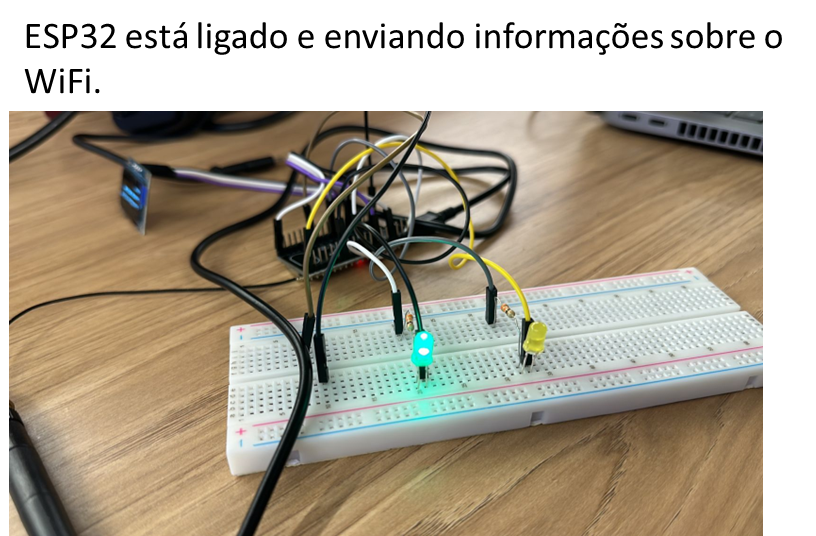 ESP32 está ligado e enviando informações sobre o
WiFi.